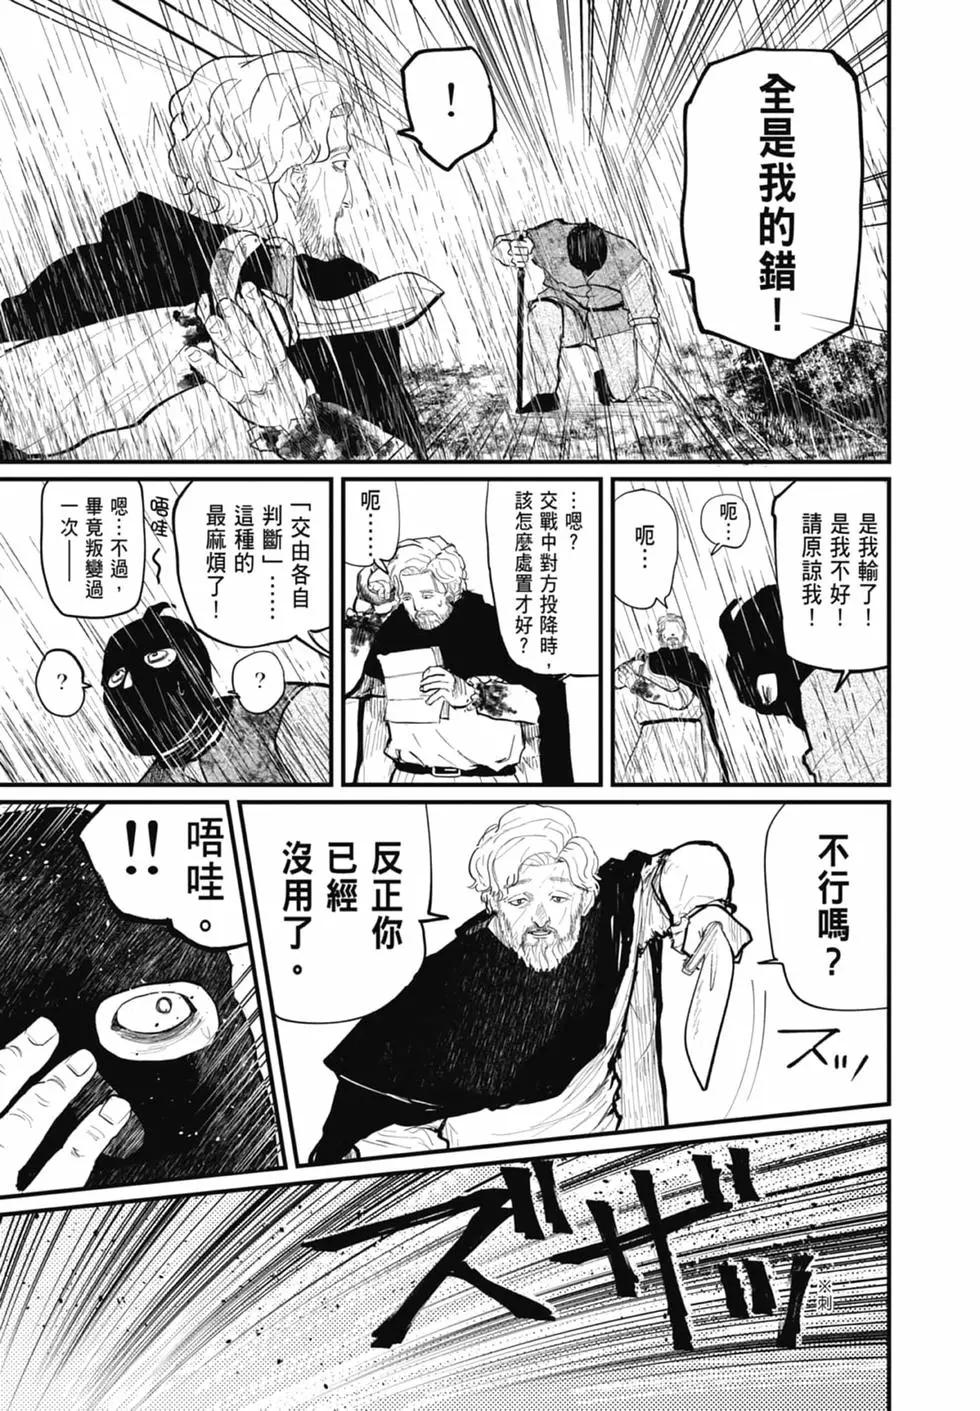 全是我的錯！
！
是我輸了！
是我不好！
請原諒我！
呃…
呃…
…嗯？
交戰中對方投降時，
該怎麼處置才好？
呃……
「交由各自
判斷」……
這種的
最麻煩了！
唔哇～
嗯…不過，
畢竟叛變過
一次──
？
？
不行嗎？
反正你
已經
沒用了。
ズッ
唔哇。
!!
ズザッ
※刺